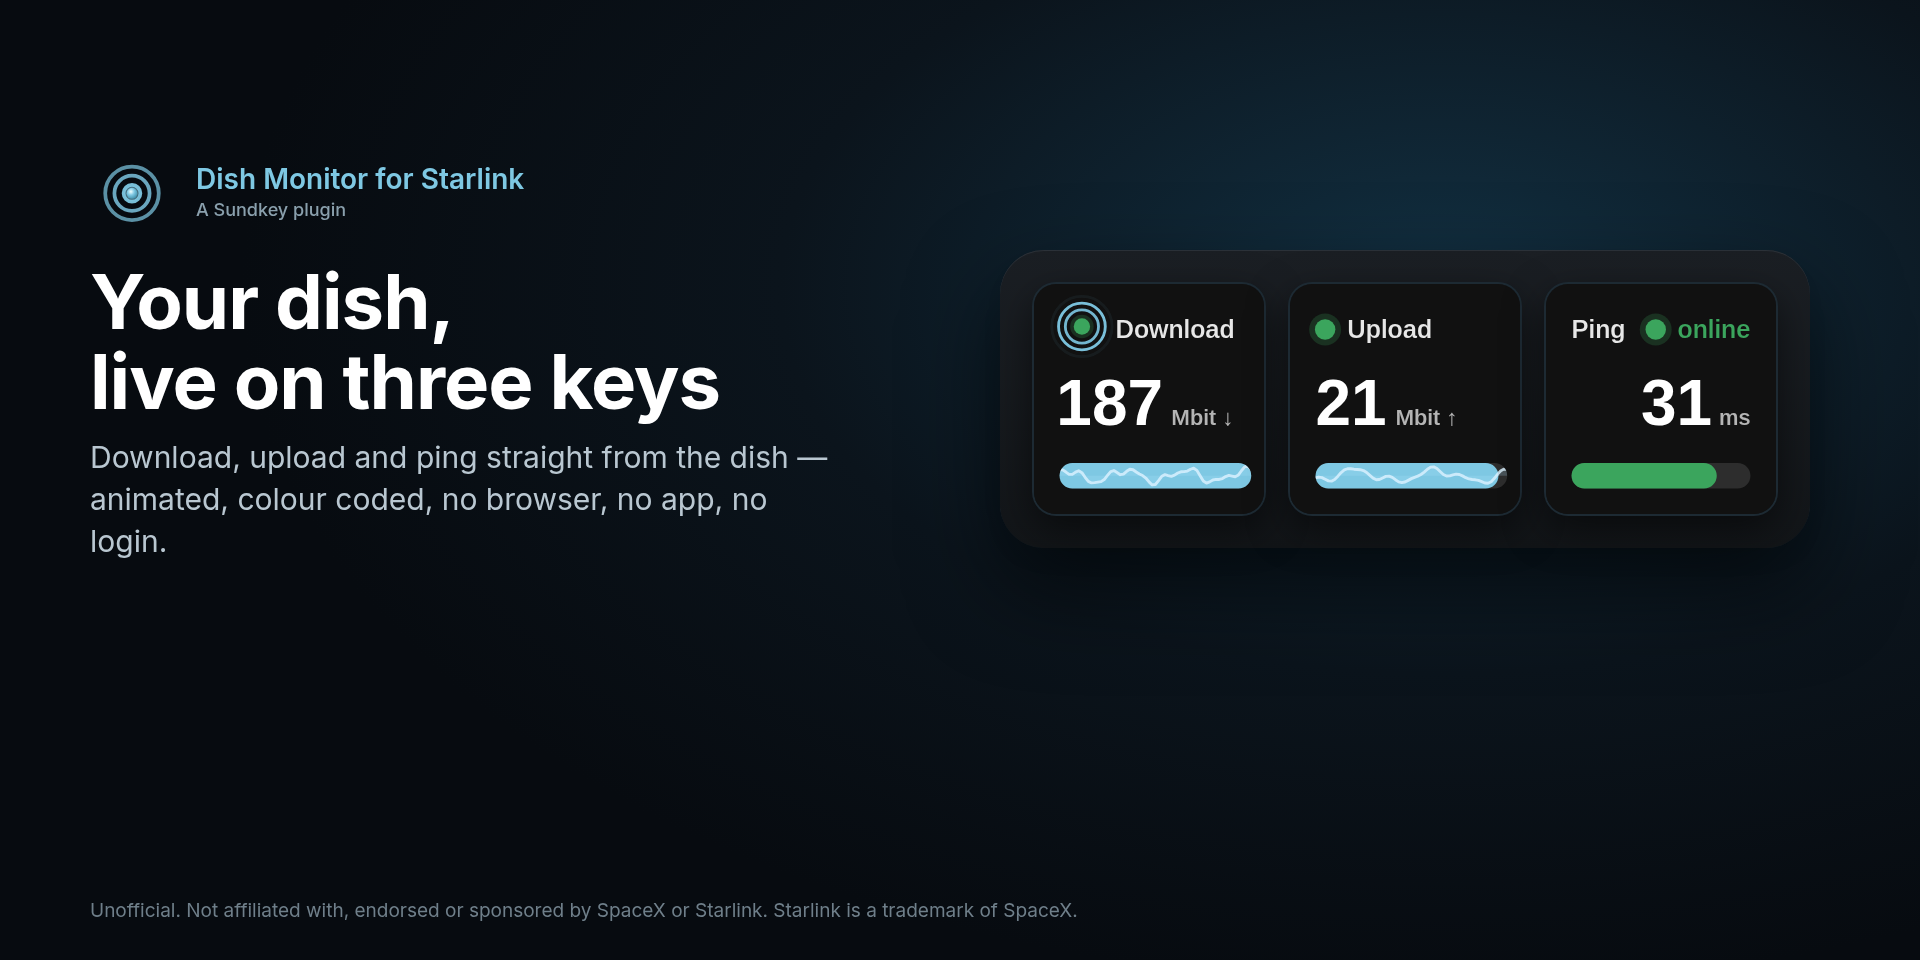 Dish Monitor for Starlink
A Sundkey plugin
Your dish,
live on three keys
Download, upload and ping straight from the dish —
animated, colour coded, no browser, no app, no
login.
Download
187 Mbit ↓
Upload
21 Mbit ↑
Ping online
31 ms
Unofficial. Not affiliated with, endorsed or sponsored by SpaceX or Starlink. Starlink is a trademark of SpaceX.